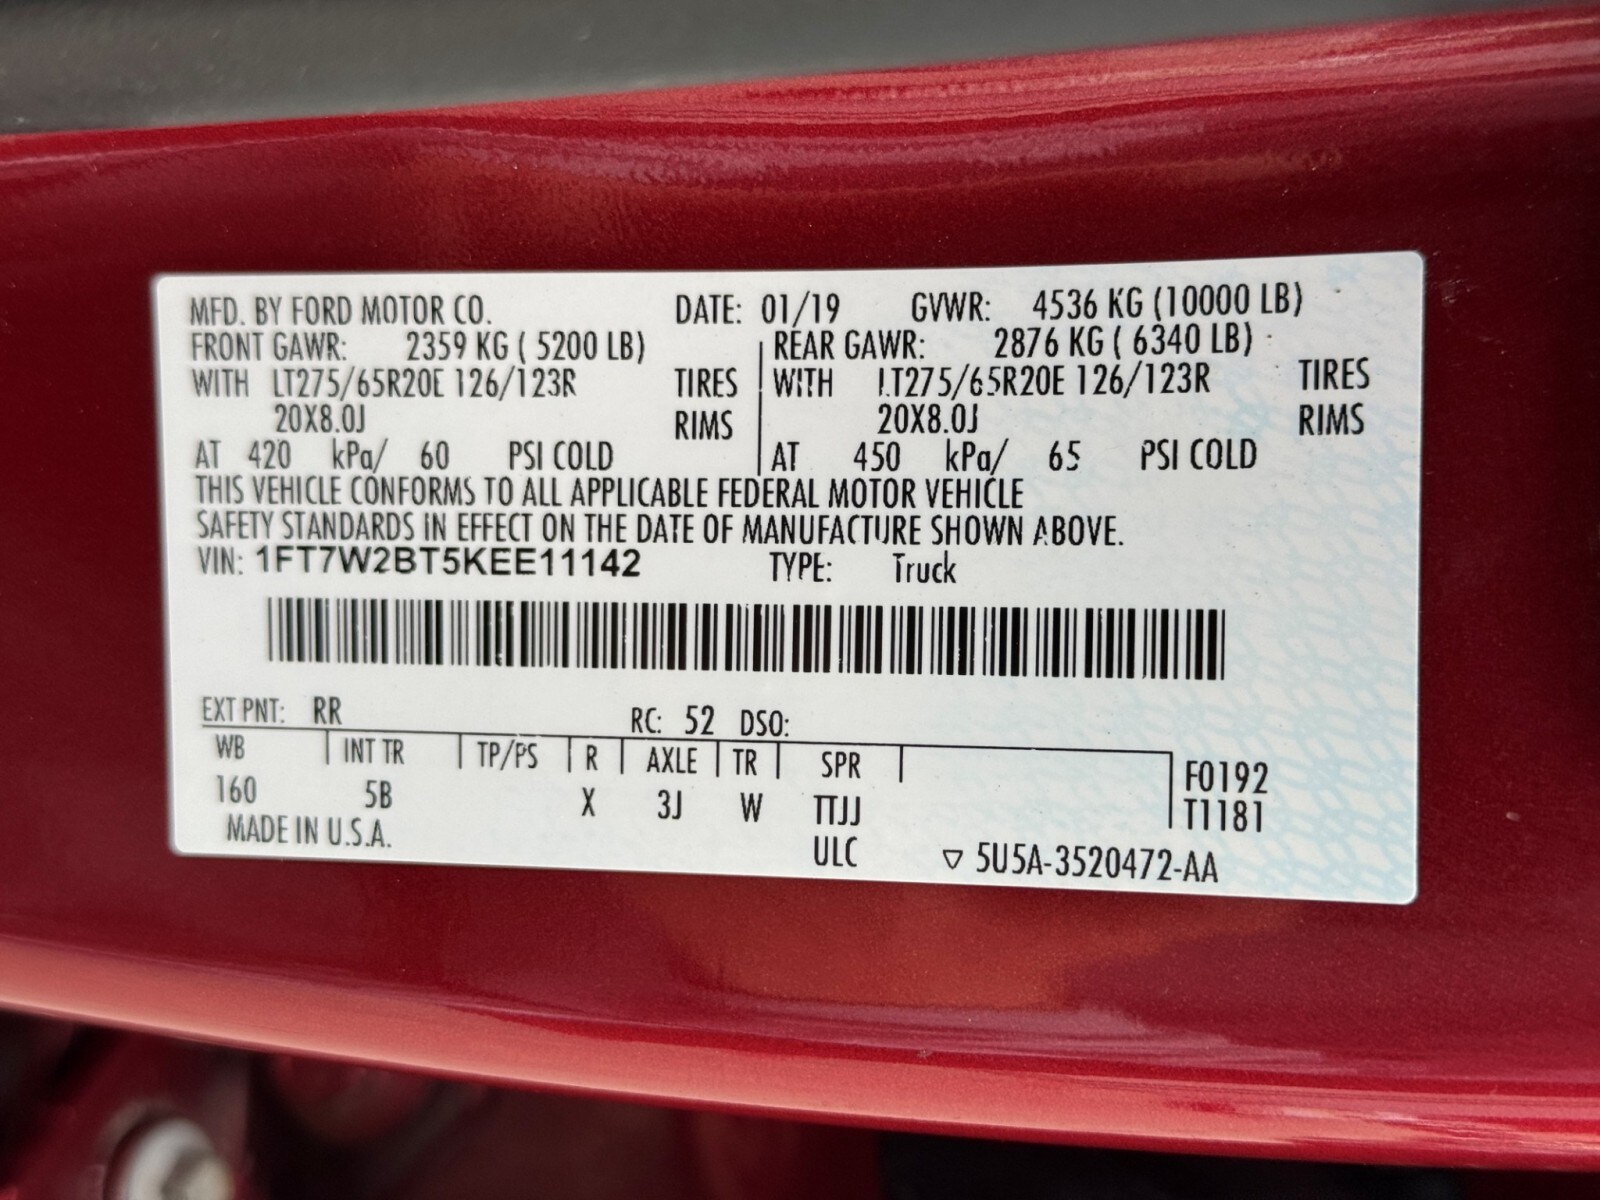 MFD. BY FORD MOTOR CO. DATE: 01/19 GVWR: 4536 KG (10000 LB)
FRONT GAWR: 2359 KG ( 5200 LB) REAR GAWR: 2876 KG ( 6340 LB)
WITH LT275/65R20E 126/123R TIRES WITH LT275/65R20E 126/123R TIRES
20X8.0J RIMS 20X8.0J RIMS
AT 420 kPa/ 60 PSI COLD AT 450 kPa/ 65 PSI COLD
THIS VEHICLE CONFORMS TO ALL APPLICABLE FEDERAL MOTOR VEHICLE
SAFETY STANDARDS IN EFFECT ON THE DATE OF MANUFACTURE SHOWN ABOVE.
VIN: 1FT7W2BT5KEE11142 TYPE: Truck
EXT PNT: RR RC: 52 DSO:
WB INT TR TP/PS R AXLE TR SPR F0192
160 5B X 3J W TTJJ T1181
MADE IN U.S.A. ULC ▽ 5U5A-3520472-AA